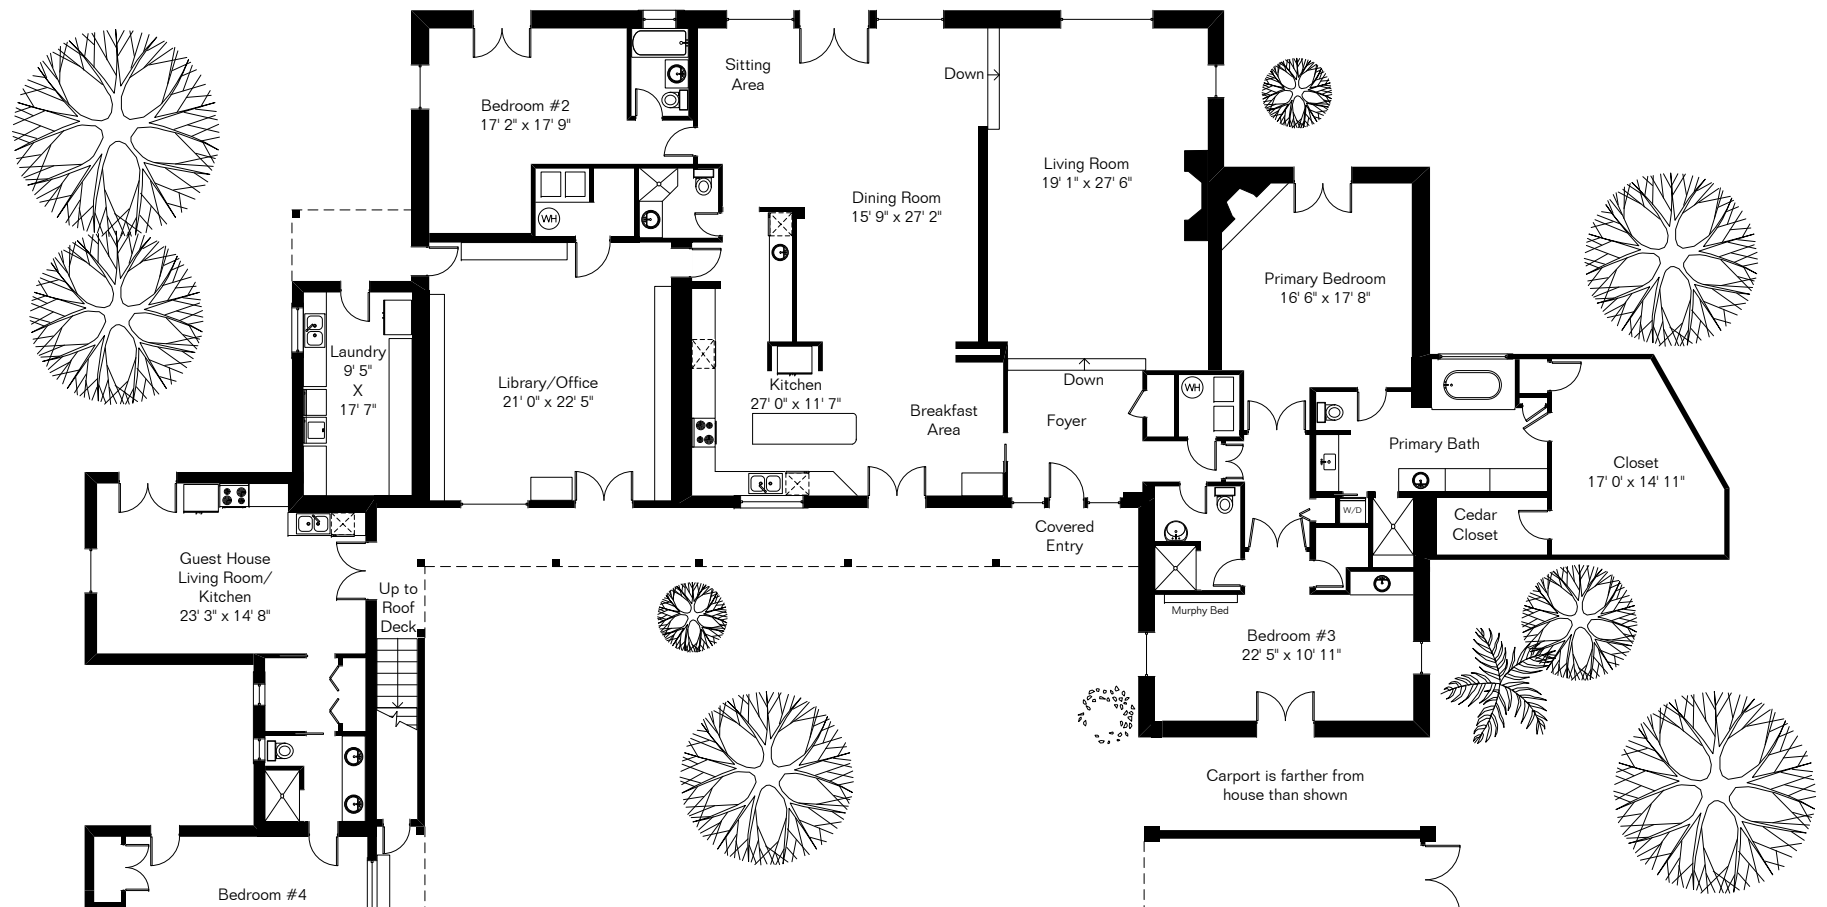 Sitting
Area
Down
Bedroom #2
17' 2" x 17' 9"
Living Room
19' 1" x 27' 6"
Dining Room
15' 9" x 27' 2"
WH
Primary Bedroom
16' 6" x 17' 8"
Laundry
9' 5"
X
17' 7"
Library/Office
21' 0" x 22' 5"
Kitchen
27' 0" x 11' 7"
Down
WH
Breakfast
Area
Foyer
Primary Bath
Closet
17' 0' x 14' 11"
Cedar
Closet
W/D
Covered
Entry
Guest House
Living Room/
Kitchen
23' 3" x 14' 8"
Up to
Roof
Deck
Murphy Bed
Bedroom #3
22' 5" x 10' 11"
Carport is farther from
house than shown
Bedroom #4